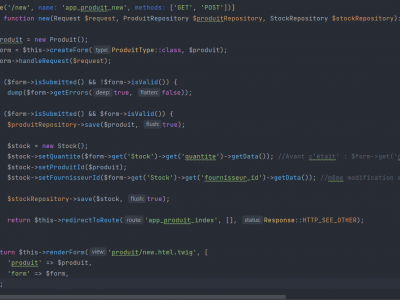 e('/new', name: 'app_produit_new', methods: ['GET', 'POST'])]
function new(Request $request, ProduitRepository $produitRepository, StockRepository $stockRepository):
roduit = new Produit();
orm = $this->createForm( type: ProduitType::class, $produit);
orm->handleRequest($request);
($form->isSubmitted() && !$form->isValid()) {
dump($form->getErrors( deep: true, flatten: false));
($form->isSubmitted() && $form->isValid()) {
$produitRepository->save($produit, flush: true);
$stock = new Stock();
$stock->setQuantite($form->get('Stock')->get('quantite')->getData()); //Avant c'était : $form->get('
$stock->setProduitId($produit);
$stock->setFournisseurId($form->get('Stock')->get('fournisseur_id')->getData()); //même modification
$stockRepository->save($stock, flush: true);
return $this->redirectToRoute( route: 'app_produit_index', [], status: Response::HTTP_SEE_OTHER);
turn $this->renderForm( view: 'produit/new.html.twig', [
'produit' => $produit,
'form' => $form,
;